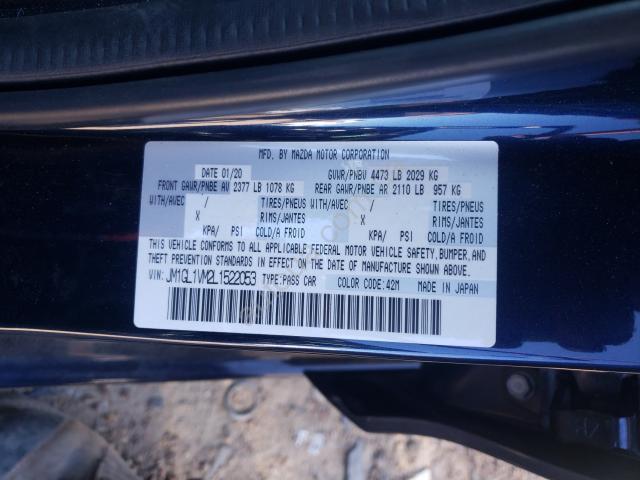 MFD. BY MAZDA MOTOR CORPORATION
DATE 01/20 GVWR/PNBV 4473 LB 2029 KG
FRONT GAWR/PNBE AV 2377 LB 1078 KG REAR GAWR/PNBE AR 2110 LB 957 KG
WITH/AVEC / TIRES/PNEUS WITH/AVEC / TIRES/PNEUS
X RIMS/JANTES X RIMS/JANTES
KPA/ PSI COLD/A FROID KPA/ PSI COLD/A FROID
THIS VEHICLE CONFORMS TO ALL APPLICABLE FEDERAL MOTOR VEHICLE SAFETY,BUMPER,AND
THEFT PREVENTION STANDARDS IN EFFECT ON THE DATE OF MANUFACTURE SHOWN ABOVE.
VIN: JM1GL1VM2L1522053 TYPE:PASS CAR COLOR CODE:42M MADE IN JAPAN